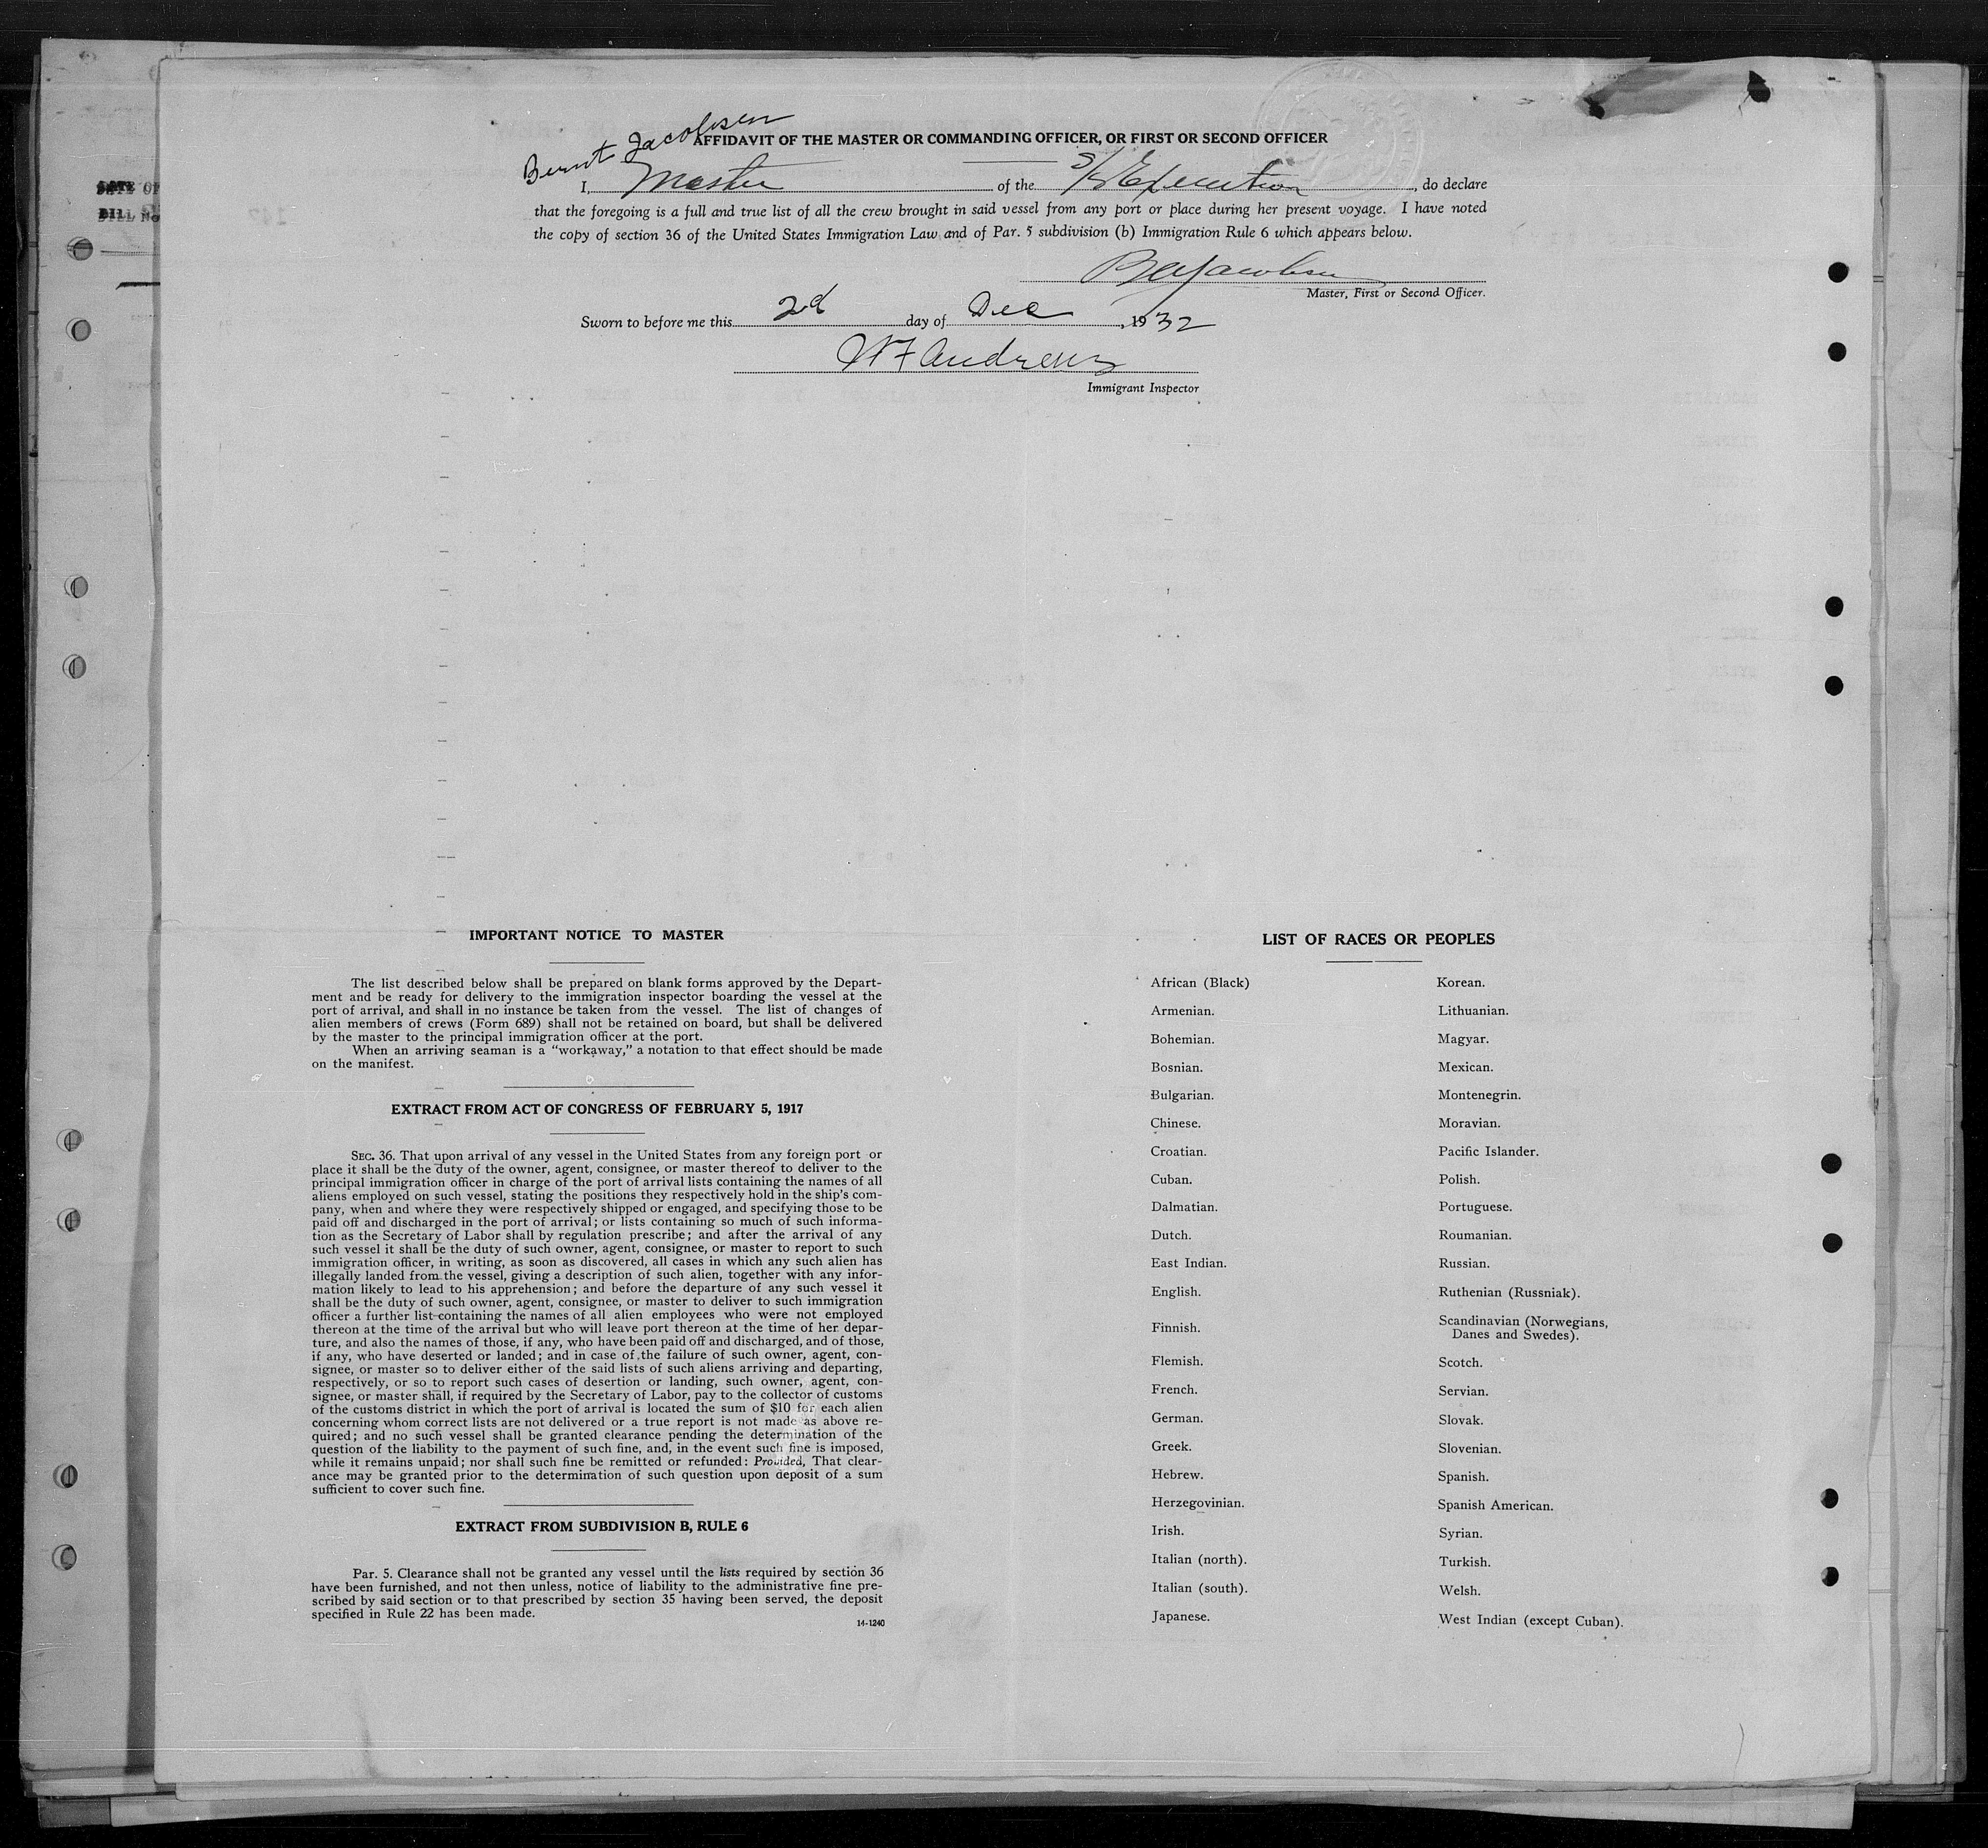 DATE OF
BILL No
AFFIDAVIT OF THE MASTER OR COMMANDING OFFICER, OR FIRST OR SECOND OFFICER
Bernt Jacobsen
I, Master of the S/S Execution, do declare
that the foregoing is a full and true list of all the crew brought in said vessel from any port or place during her present voyage. I have noted
the copy of section 36 of the United States Immigration Law and of Par. 5 subdivision (b) Immigration Rule 6 which appears below.
Master, First or Second Officer.
Sworn to before me this 2d day of Dec, 1932
W F Andrews
Immigrant Inspector
IMPORTANT NOTICE TO MASTER
The list described below shall be prepared on blank forms approved by the Depart-
ment and be ready for delivery to the immigration inspector boarding the vessel at the
port of arrival, and shall in no instance be taken from the vessel. The list of changes of
alien members of crews (Form 689) shall not be retained on board, but shall be delivered
by the master to the principal immigration officer at the port.
When an arriving seaman is a "workaway," a notation to that effect should be made
on the manifest.
EXTRACT FROM ACT OF CONGRESS OF FEBRUARY 5, 1917
SEC. 36. That upon arrival of any vessel in the United States from any foreign port or
place it shall be the duty of the owner, agent, consignee, or master thereof to deliver to the
principal immigration officer in charge of the port of arrival lists containing the names of all
aliens employed on such vessel, stating the positions they respectively hold in the ship's com-
pany, when and where they were respectively shipped or engaged, and specifying those to be
paid off and discharged in the port of arrival; or lists containing so much of such informa-
tion as the Secretary of Labor shall by regulation prescribe; and after the arrival of any
such vessel it shall be the duty of such owner, agent, consignee, or master to report to such
immigration officer, in writing, as soon as discovered, all cases in which any such alien has
illegally landed from the vessel, giving a description of such alien, together with any infor-
mation likely to lead to his apprehension; and before the departure of any such vessel it
shall be the duty of such owner, agent, consignee, or master to deliver to such immigration
officer a further list containing the names of all alien employees who were not employed
thereon at the time of the arrival but who will leave port thereon at the time of her depar-
ture, and also the names of those, if any, who have been paid off and discharged, and of those,
if any, who have deserted or landed; and in case of the failure of such owner, agent, con-
signee, or master so to deliver either of the said lists of such aliens arriving and departing,
respectively, or so to report such cases of desertion or landing, such owner, agent, con-
signee, or master shall, if required by the Secretary of Labor, pay to the collector of customs
of the customs district in which the port of arrival is located the sum of $10 for each alien
concerning whom correct lists are not delivered or a true report is not made as above re-
quired; and no such vessel shall be granted clearance pending the determination of the
question of the liability to the payment of such fine, and, in the event such fine is imposed,
while it remains unpaid; nor shall such fine be remitted or refunded: Provided, That clear-
ance may be granted prior to the determination of such question upon deposit of a sum
sufficient to cover such fine.
EXTRACT FROM SUBDIVISION B, RULE 6
Par. 5. Clearance shall not be granted any vessel until the lists required by section 36
have been furnished, and not then unless, notice of liability to the administrative fine pre-
scribed by said section or to that prescribed by section 35 having been served, the deposit
specified in Rule 22 has been made.
14-1240
LIST OF RACES OR PEOPLES
African (Black)
Armenian.
Bohemian.
Bosnian.
Bulgarian.
Chinese.
Croatian.
Cuban.
Dalmatian.
Dutch.
East Indian.
English.
Finnish.
Flemish.
French.
German.
Greek.
Hebrew.
Herzegovinian.
Irish.
Italian (north).
Italian (south).
Japanese.
Korean.
Lithuanian.
Magyar.
Mexican.
Montenegrin.
Moravian.
Pacific Islander.
Polish.
Portuguese.
Roumanian.
Russian.
Ruthenian (Russniak).
Scandinavian (Norwegians,
Danes and Swedes).
Scotch.
Servian.
Slovak.
Slovenian.
Spanish.
Spanish American.
Syrian.
Turkish.
Welsh.
West Indian (except Cuban).